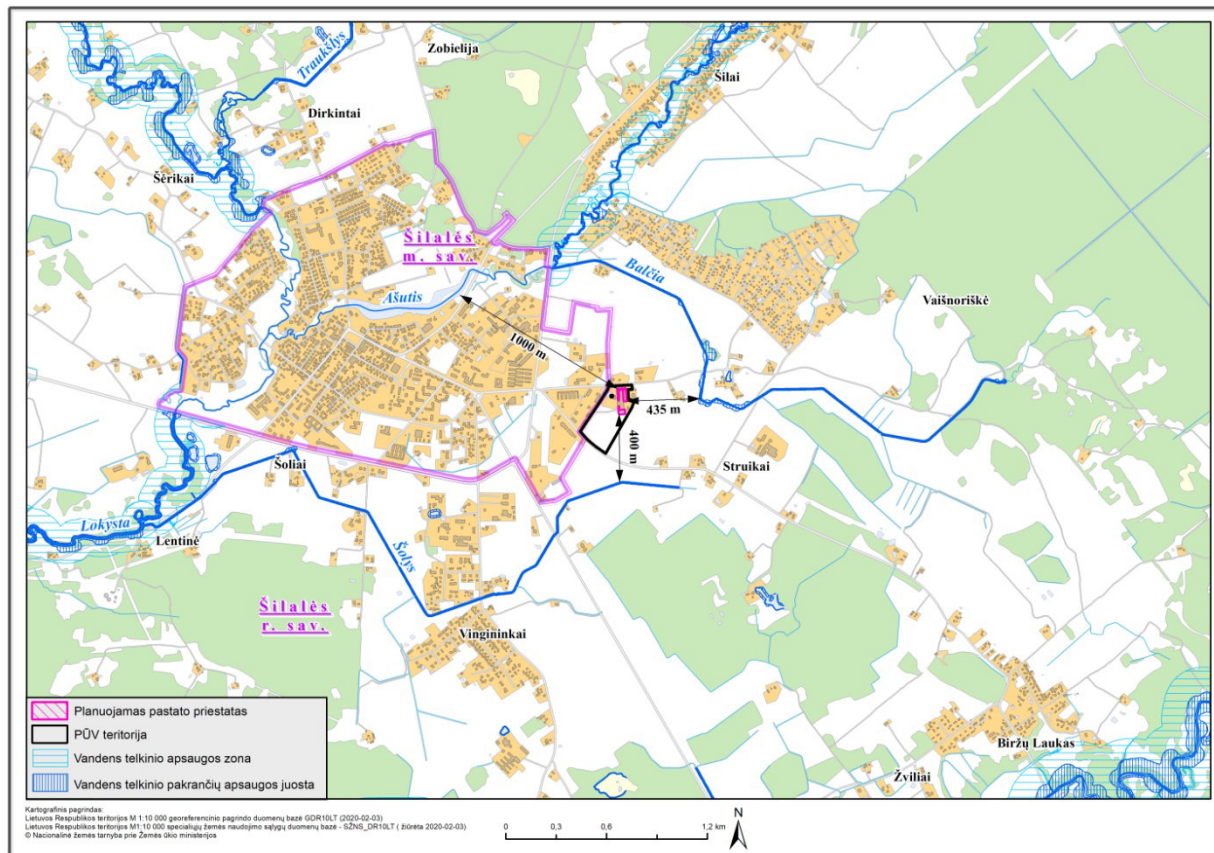 Zobielija
Traukšlys
Šilai
Dirkintai
Šėrikai
Šilalės
m. sav.
Balčia
Ašutis
Vaišnoriškė
1000 m
435 m
400 m
Struikai
Šoliai
Lokysta
Lentinė
Šolys
Šilalės
r. sav.
Vingininkai
Biržų Laukas
Žviliai
Planuojamas pastato priestatas
PŪV teritorija
Vandens telkinio apsaugos zona
Vandens telkinio pakrančių apsaugos juosta
Kartografinis pagrindas:
Lietuvos Respublikos teritorijos M 1:10 000 georeferencinio pagrindo duomenų bazė GDR10LT (2020-02-03)
Lietuvos Respublikos teritorijos M1:10 000 specialiųjų žemės naudojimo sąlygų duomenų bazė - SŽNS_DR10LT ( žiūrėta 2020-02-03)
© Nacionalinė žemės tarnyba prie Žemės ūkio ministerijos
0 0,3 0,6 1,2 km
N